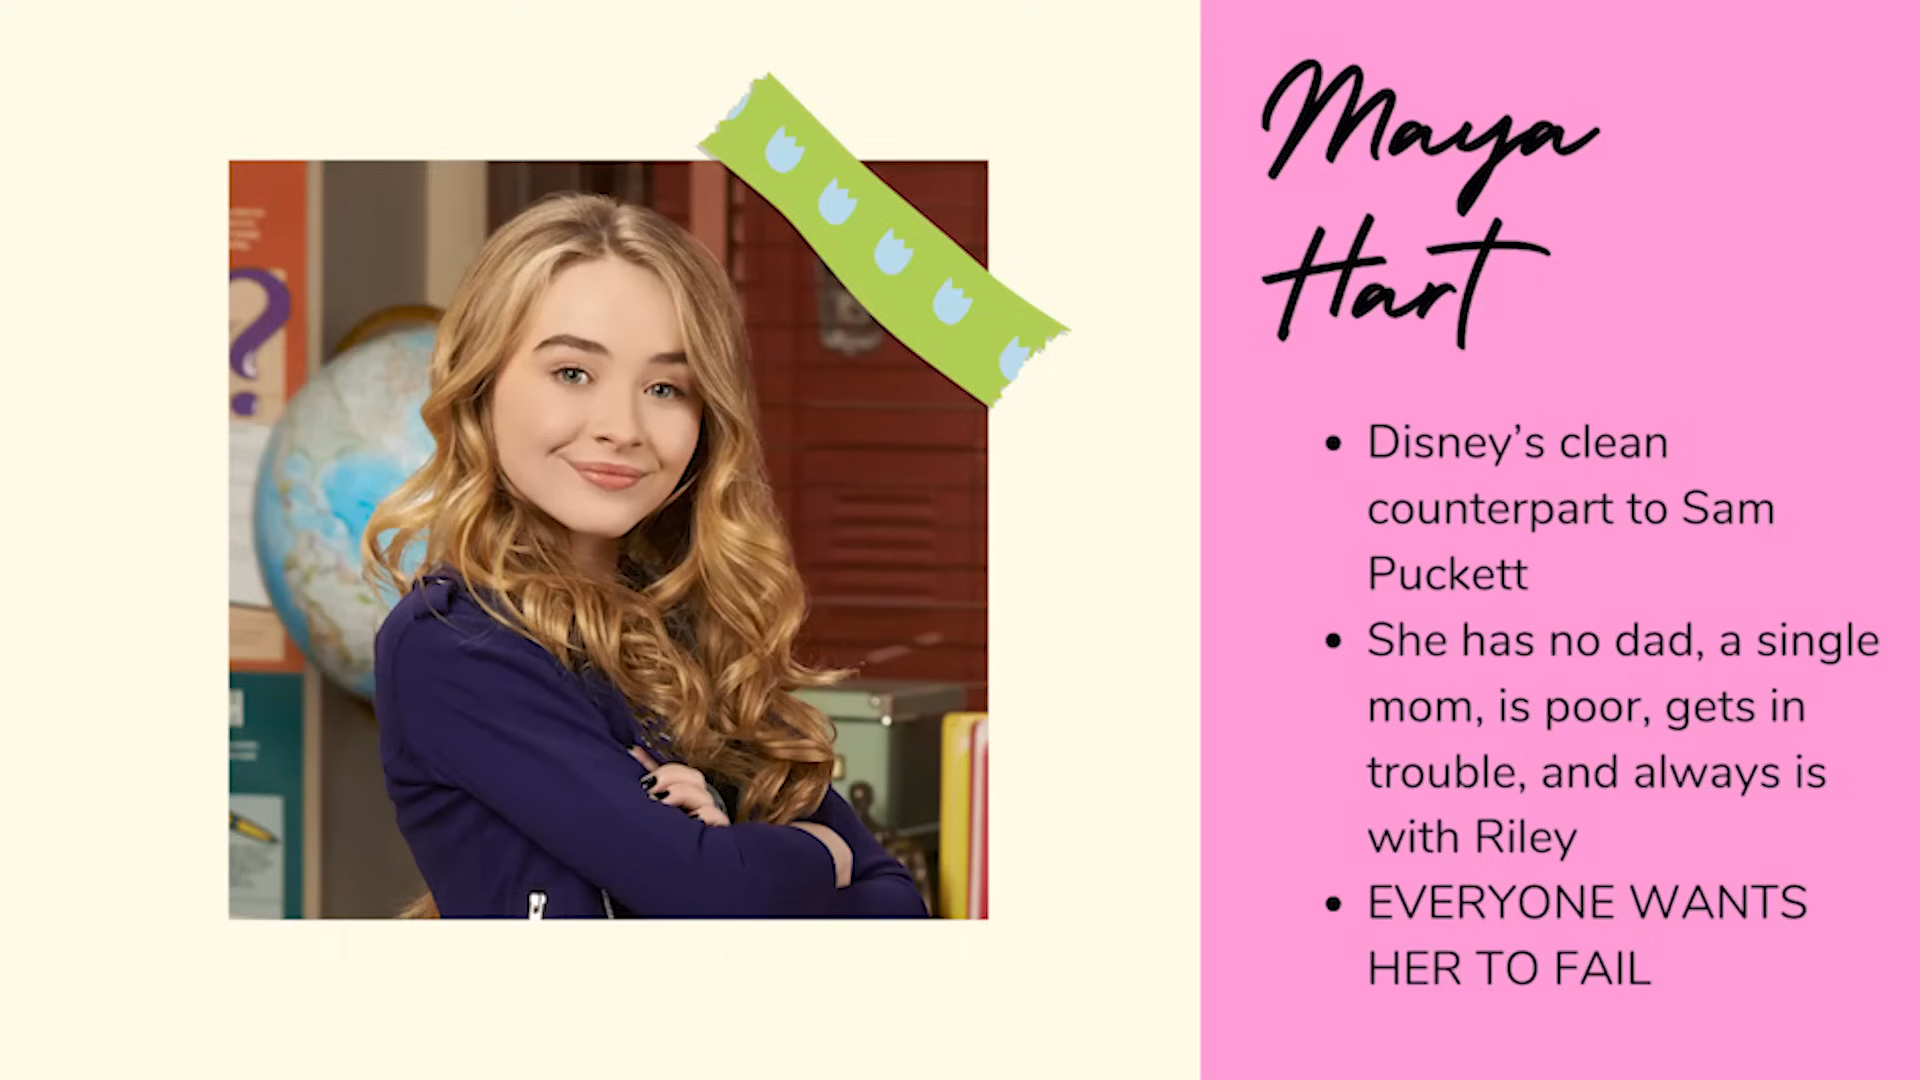 Maya
Hart
• Disney’s clean
counterpart to Sam
Puckett
• She has no dad, a single
mom, is poor, gets in
trouble, and always is
with Riley
• EVERYONE WANTS
HER TO FAIL
?